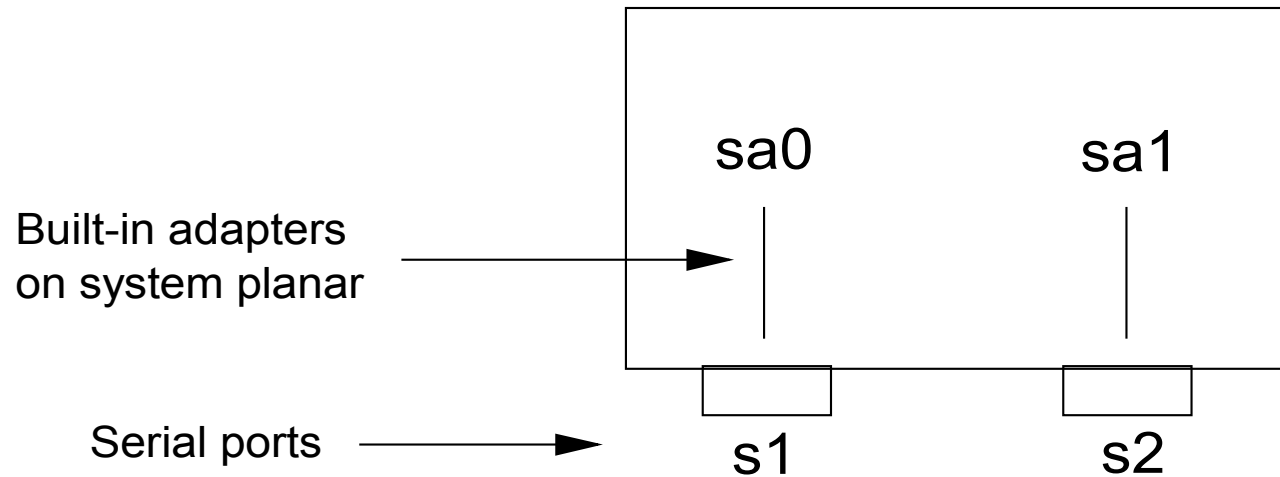 sa0 sa1
Built-in adapters
on system planar
Serial ports
s1 s2